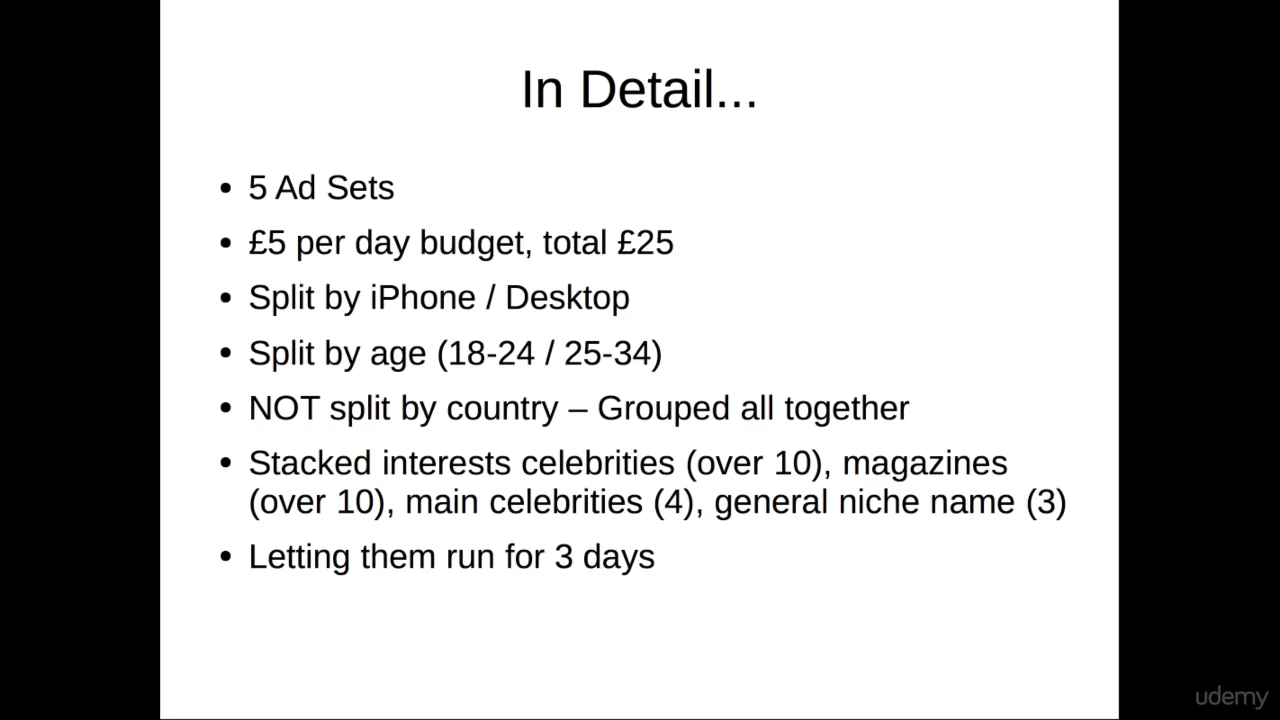 In Detail...
• 5 Ad Sets
• £5 per day budget, total £25
• Split by iPhone / Desktop
• Split by age (18-24 / 25-34)
• NOT split by country – Grouped all together
• Stacked interests celebrities (over 10), magazines
(over 10), main celebrities (4), general niche name (3)
• Letting them run for 3 days
udemy